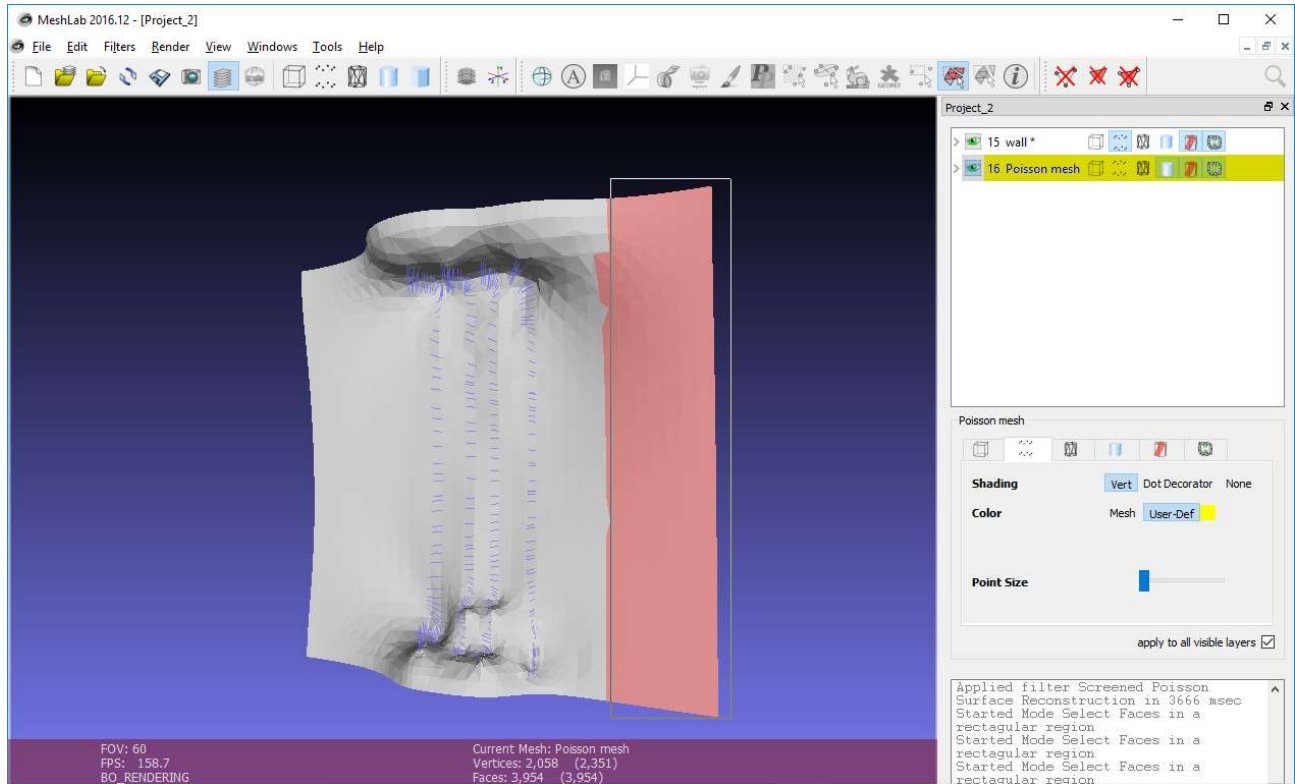 MeshLab 2016.12 - [Project_2]
File Edit Filters Render View Windows Tools Help
Project_2
15 wall *
16 Poisson mesh
Poisson mesh
Shading Vert Dot Decorator None
Color Mesh User-Def
Point Size
apply to all visible layers
Applied filter Screened Poisson
Surface Reconstruction in 3666 msec
Started Mode Select Faces in a
rectagular region
Started Mode Select Faces in a
rectagular region
Started Mode Select Faces in a
rectagular region
FOV: 60
FPS: 158.7
BO_RENDERING
Current Mesh: Poisson mesh
Vertices: 2,058 (2,351)
Faces: 3,954 (3,954)